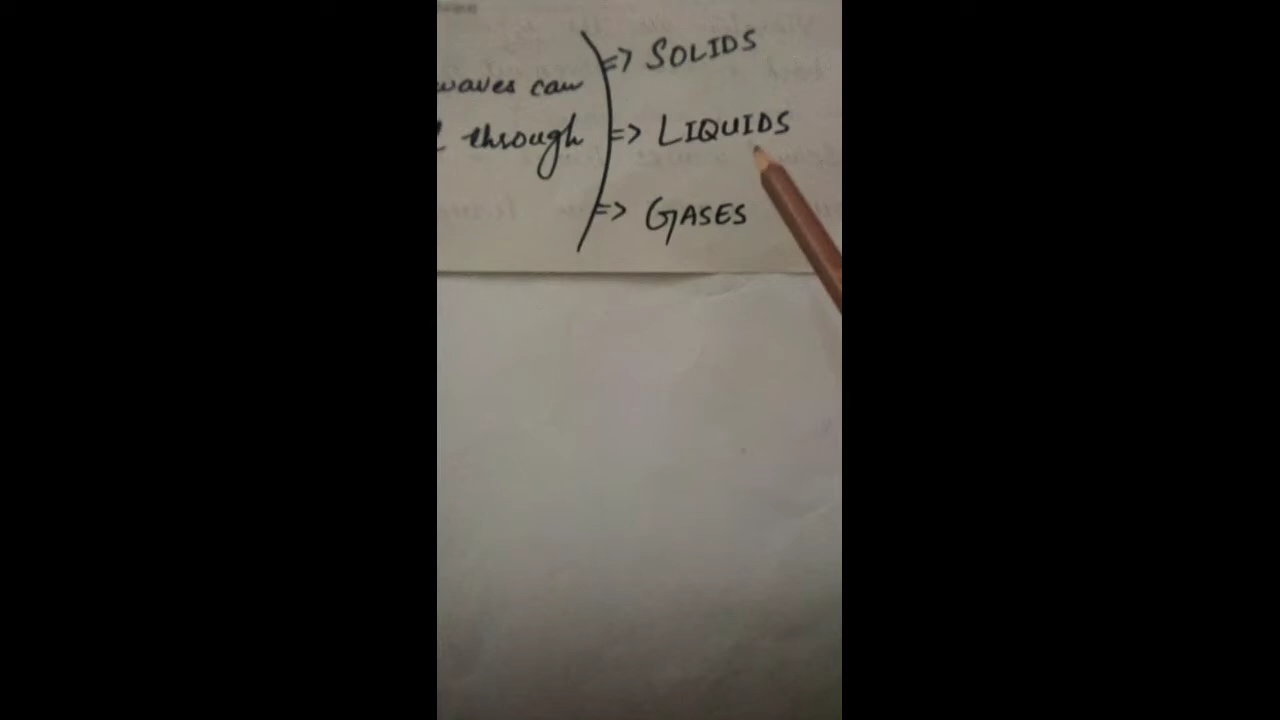 => SOLIDS
waves can
through => LIQUIDS
=> GASES